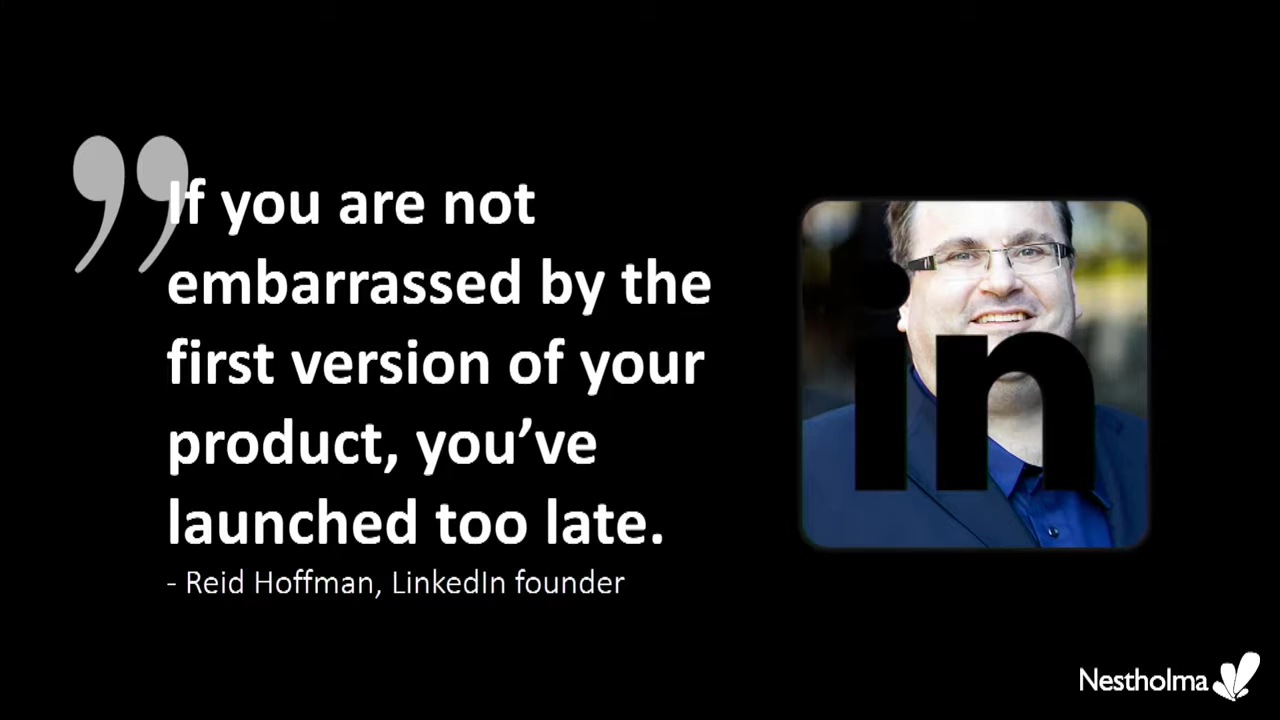 ”
If you are not
embarrassed by the
first version of your
product, you’ve
launched too late.
- Reid Hoffman, LinkedIn founder
in
Nestholma